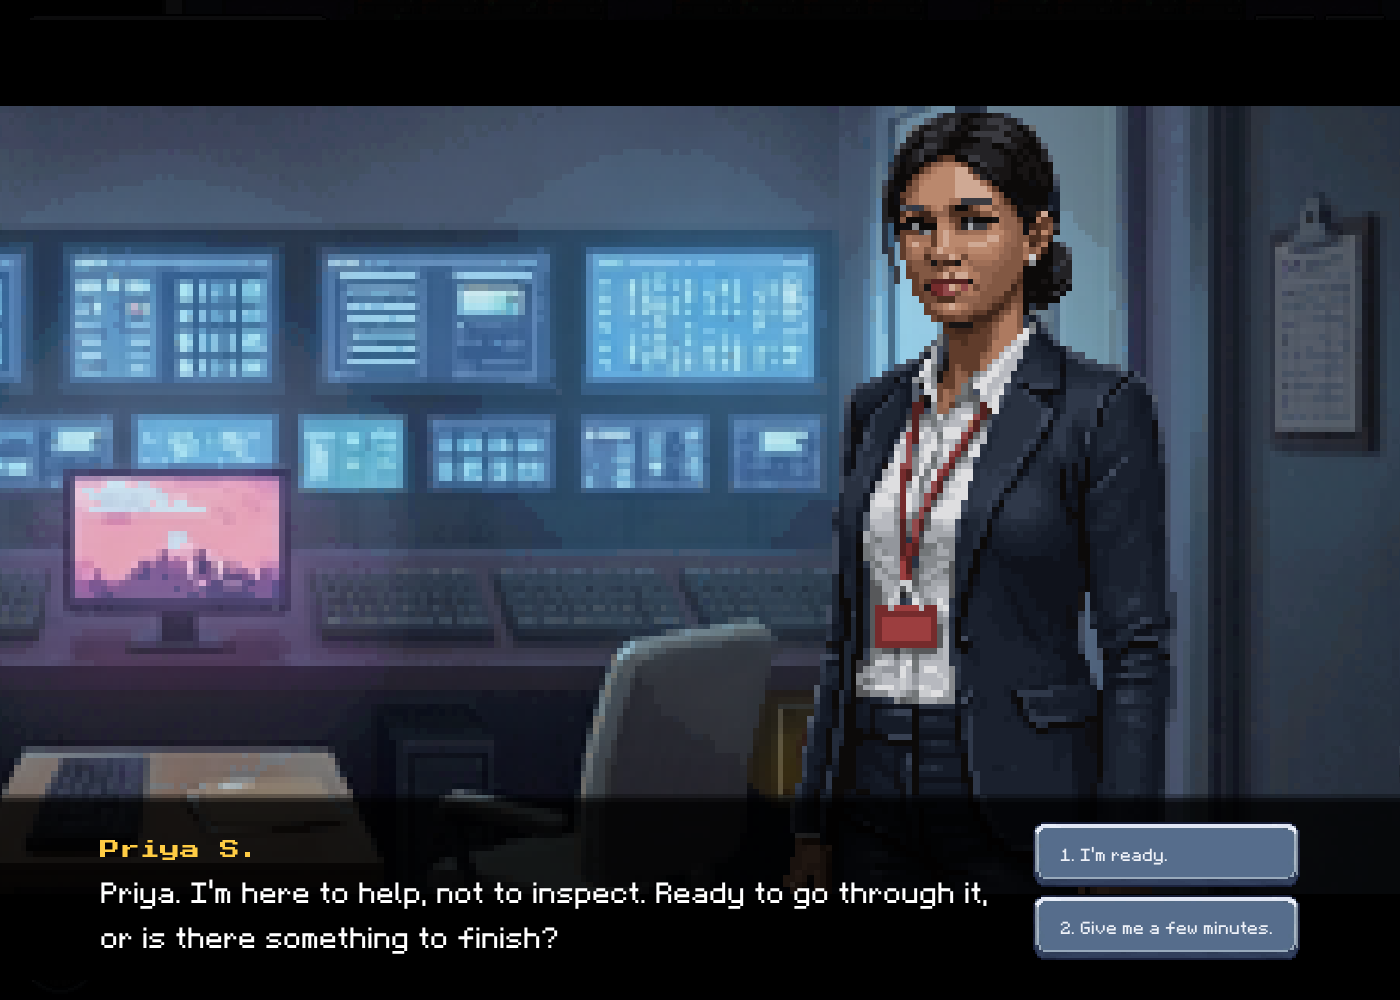 Priya S.
Priya. I'm here to help, not to inspect. Ready to go through it,
or is there something to finish?
1. I'm ready.
2. Give me a few minutes.